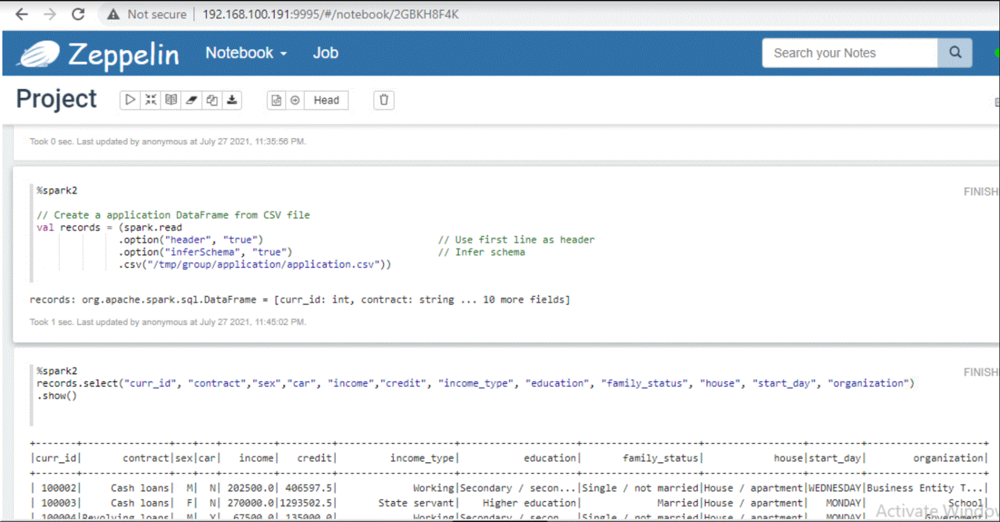 Not secure | 192.168.100.191:9995/#/notebook/2GBKH8F4K
Zeppelin Notebook Job Search your Notes
Project Head
Took 0 sec. Last updated by anonymous at July 27 2021, 11:35:56 PM.
%spark2 FINISH
// Create a application DataFrame from CSV file
val records = (spark.read
.option("header", "true") // Use first line as header
.option("inferSchema", "true") // Infer schema
.csv("/tmp/group/application/application.csv"))
records: org.apache.spark.sql.DataFrame = [curr_id: int, contract: string ... 10 more fields]
Took 1 sec. Last updated by anonymous at July 27 2021, 11:45:02 PM.
%spark2 FINISH
records.select("curr_id", "contract","sex","car", "income","credit", "income_type", "education", "family_status", "house", "start_day", "organization")
.show()
+-------+---------------+---+---+---------+---------+--------------------+--------------------+--------------------+-----------------+---------+--------------------+
|curr_id| contract|sex|car| income| credit| income_type| education| family_status| house|start_day| organization|
+-------+---------------+---+---+---------+---------+--------------------+--------------------+--------------------+-----------------+---------+--------------------+
| 100002| Cash loans| M| N| 202500.0| 406597.5| Working|Secondary / secon...|Single / not married|House / apartment|WEDNESDAY|Business Entity T...|
| 100003| Cash loans| F| N| 270000.0|1293502.5| State servant| Higher education| Married|House / apartment| MONDAY| School|
| 100004|Revolving loans| M| Y| 67500.0| 135000.0| Working|Secondary / secon...|Single / not married|House / apartment| MONDAY| Government|
Activate Window